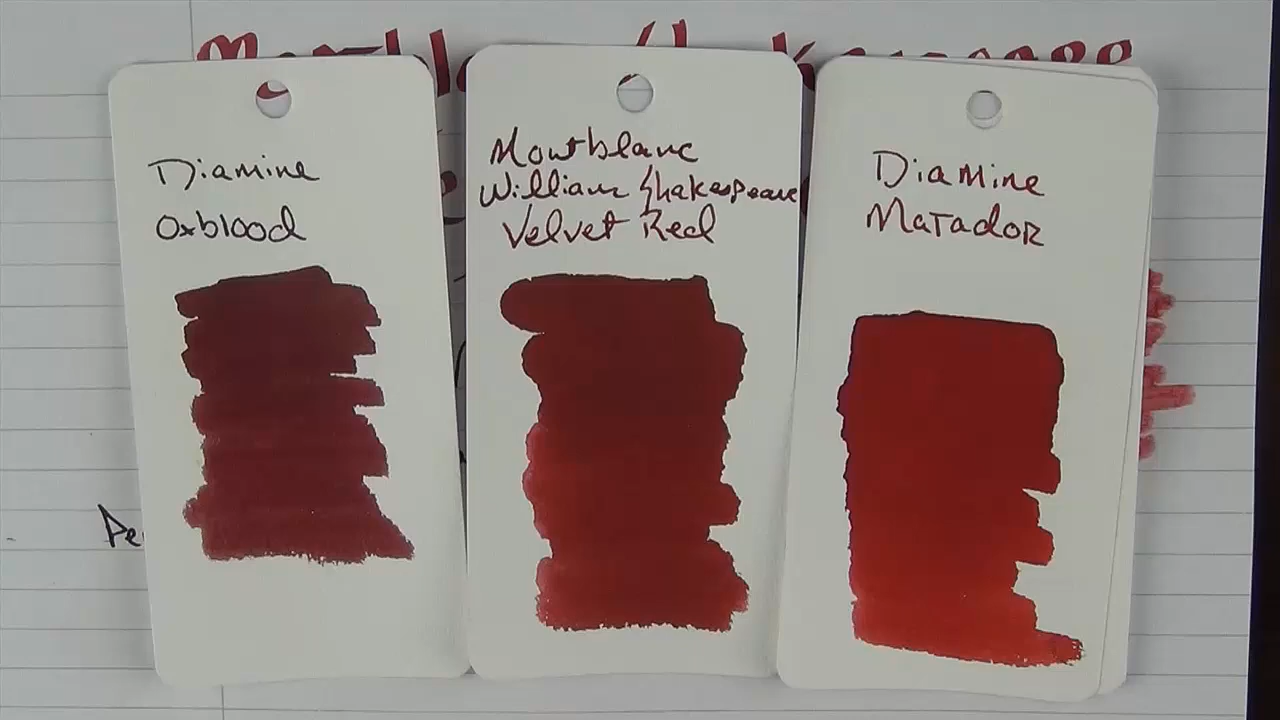 Diamine
Oxblood
Montblanc
William Shakespeare
Velvet Red
Diamine
Matador